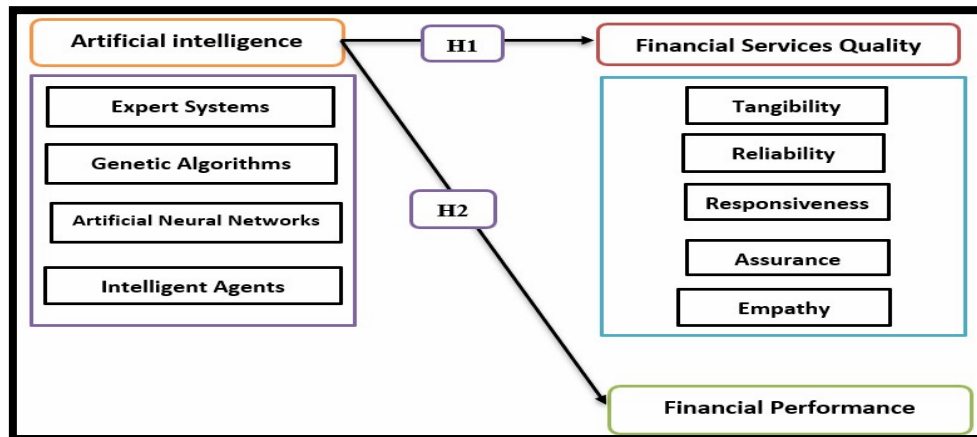 Artificial intelligence
H1
Financial Services Quality
Expert Systems
Genetic Algorithms
Artificial Neural Networks
Intelligent Agents
H2
Tangibility
Reliability
Responsiveness
Assurance
Empathy
Financial Performance